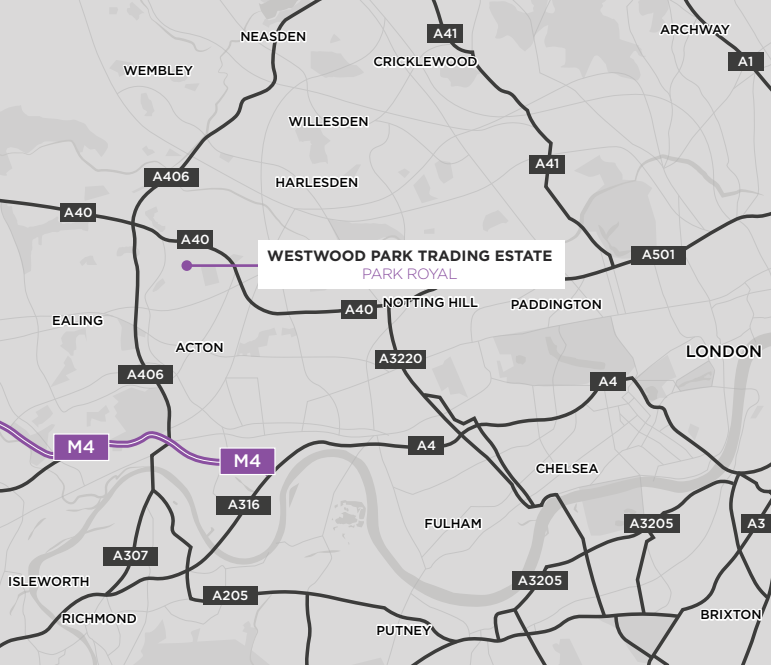 NEASDEN
A41
ARCHWAY
CRICKLEWOOD
A1
WEMBLEY
WILLESDEN
A41
A406
HARLESDEN
A40
A40
WESTWOOD PARK TRADING ESTATE
PARK ROYAL
A501
A40
NOTTING HILL
PADDINGTON
EALING
ACTON
LONDON
A3220
A406
A4
M4
A4
M4
CHELSEA
A316
FULHAM
A3205
A3
A307
ISLEWORTH
A3205
A205
RICHMOND
BRIXTON
PUTNEY